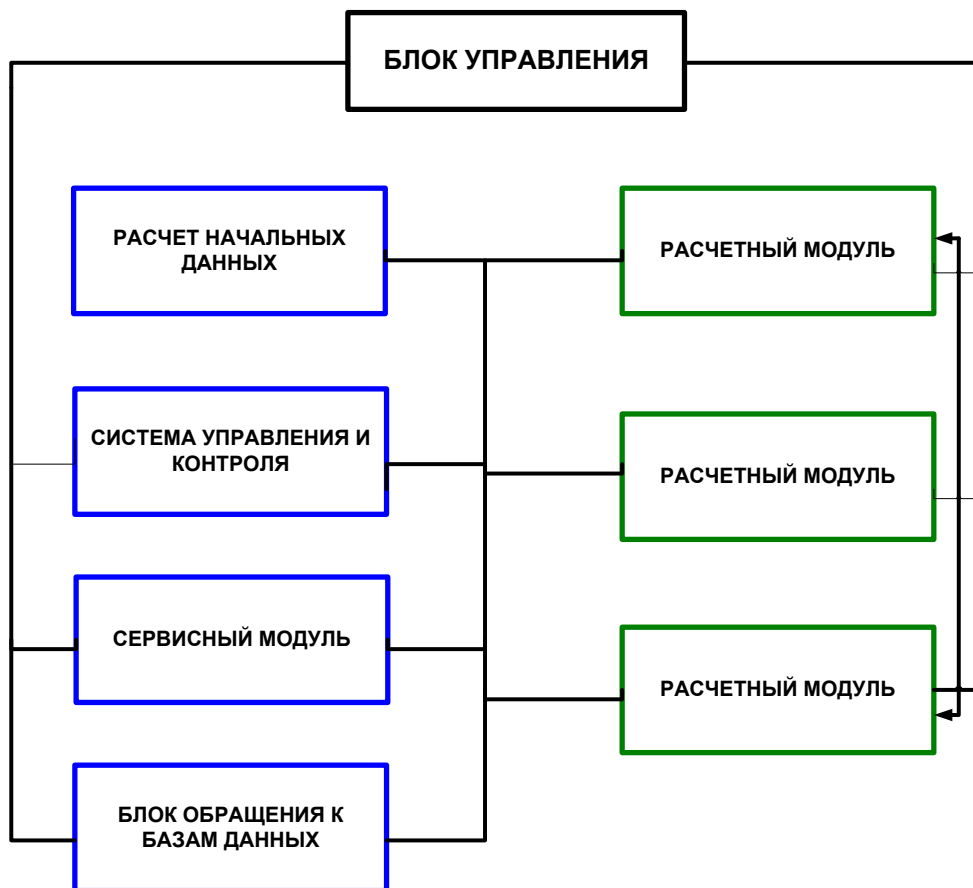 БЛОК УПРАВЛЕНИЯ
РАСЧЕТ НАЧАЛЬНЫХ
ДАННЫХ
РАСЧЕТНЫЙ МОДУЛЬ
СИСТЕМА УПРАВЛЕНИЯ И
КОНТРОЛЯ
РАСЧЕТНЫЙ МОДУЛЬ
СЕРВИСНЫЙ МОДУЛЬ
РАСЧЕТНЫЙ МОДУЛЬ
БЛОК ОБРАЩЕНИЯ К
БАЗАМ ДАННЫХ